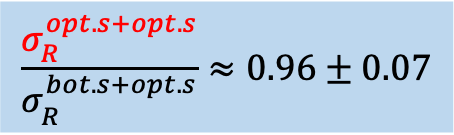 σ_R^{opt.s+opt.s} / σ_R^{bot.s+opt.s} ≈ 0.96 ± 0.07